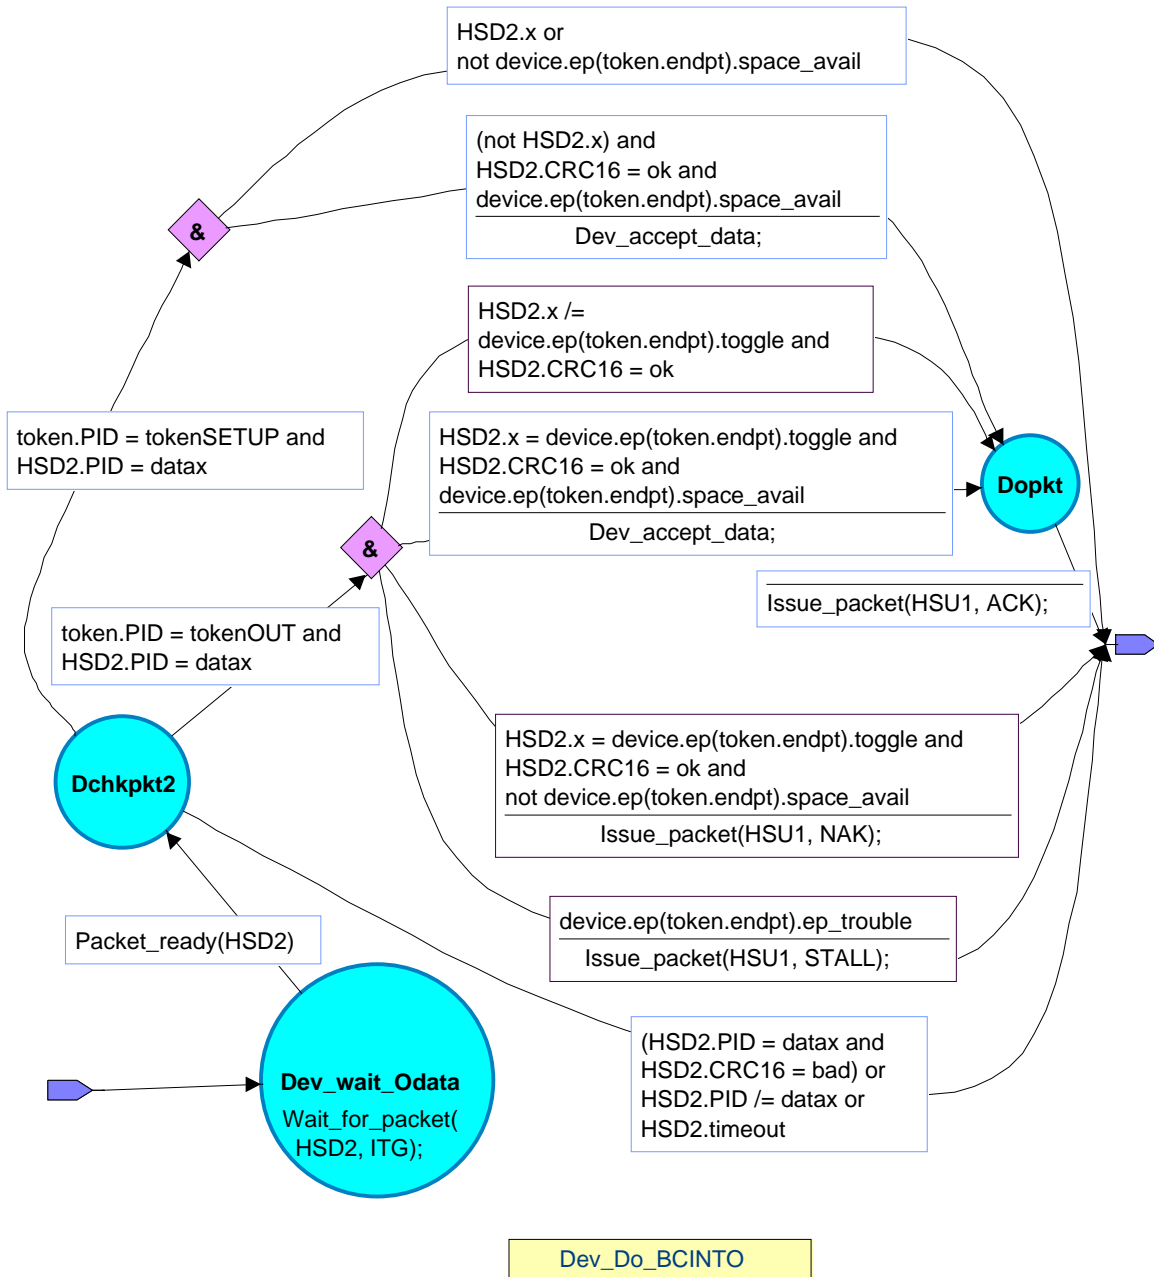 HSD2.x or
not device.ep(token.endpt).space_avail
(not HSD2.x) and
HSD2.CRC16 = ok and
device.ep(token.endpt).space_avail
Dev_accept_data;
&
HSD2.x /=
device.ep(token.endpt).toggle and
HSD2.CRC16 = ok
token.PID = tokenSETUP and
HSD2.PID = datax
HSD2.x = device.ep(token.endpt).toggle and
HSD2.CRC16 = ok and
device.ep(token.endpt).space_avail
Dev_accept_data;
Dopkt
&
Issue_packet(HSU1, ACK);
token.PID = tokenOUT and
HSD2.PID = datax
HSD2.x = device.ep(token.endpt).toggle and
HSD2.CRC16 = ok and
not device.ep(token.endpt).space_avail
Issue_packet(HSU1, NAK);
Dchkpkt2
device.ep(token.endpt).ep_trouble
Issue_packet(HSU1, STALL);
Packet_ready(HSD2)
(HSD2.PID = datax and
HSD2.CRC16 = bad) or
HSD2.PID /= datax or
HSD2.timeout
Dev_wait_Odata
Wait_for_packet(
HSD2, ITG);
Dev_Do_BCINTO